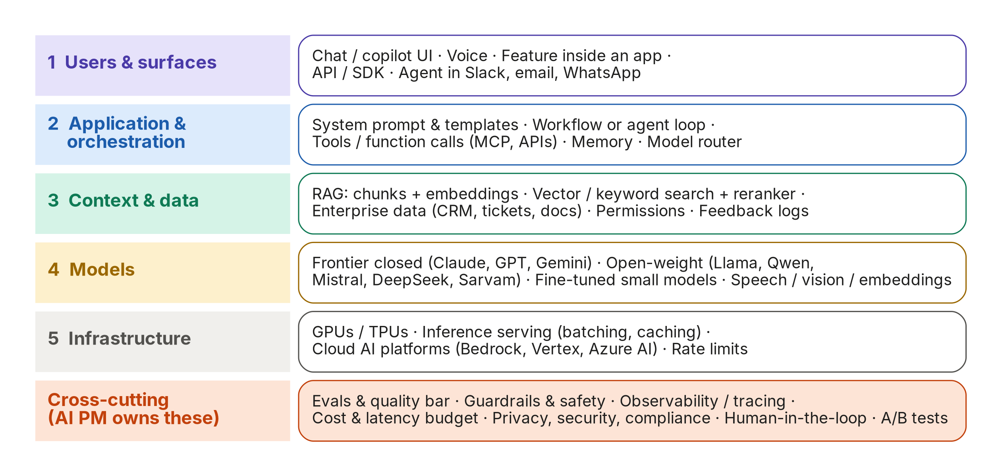 1 Users & surfaces
Chat / copilot UI · Voice · Feature inside an app ·
API / SDK · Agent in Slack, email, WhatsApp
2 Application &
orchestration
System prompt & templates · Workflow or agent loop ·
Tools / function calls (MCP, APIs) · Memory · Model router
3 Context & data
RAG: chunks + embeddings · Vector / keyword search + reranker ·
Enterprise data (CRM, tickets, docs) · Permissions · Feedback logs
4 Models
Frontier closed (Claude, GPT, Gemini) · Open-weight (Llama, Qwen,
Mistral, DeepSeek, Sarvam) · Fine-tuned small models · Speech / vision / embeddings
5 Infrastructure
GPUs / TPUs · Inference serving (batching, caching) ·
Cloud AI platforms (Bedrock, Vertex, Azure AI) · Rate limits
Cross-cutting
(AI PM owns these)
Evals & quality bar · Guardrails & safety · Observability / tracing ·
Cost & latency budget · Privacy, security, compliance · Human-in-the-loop · A/B tests